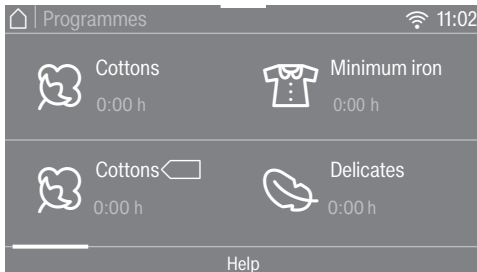 Programmes 11:02
Cottons
0:00 h
Minimum iron
0:00 h
Cottons
0:00 h
Delicates
0:00 h
Help